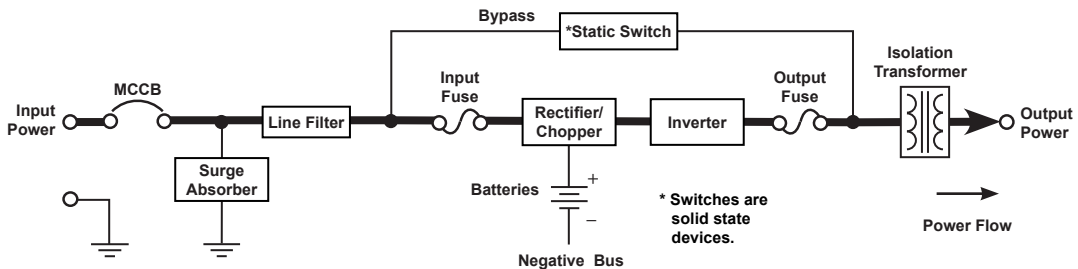 Bypass
*Static Switch
Isolation
Transformer
MCCB
Input
Fuse
Output
Fuse
Input
Power
Line Filter
Rectifier/
Chopper
Inverter
Output
Power
Surge
Absorber
Batteries
+
–
* Switches are
solid state
devices.
Power Flow
Negative Bus